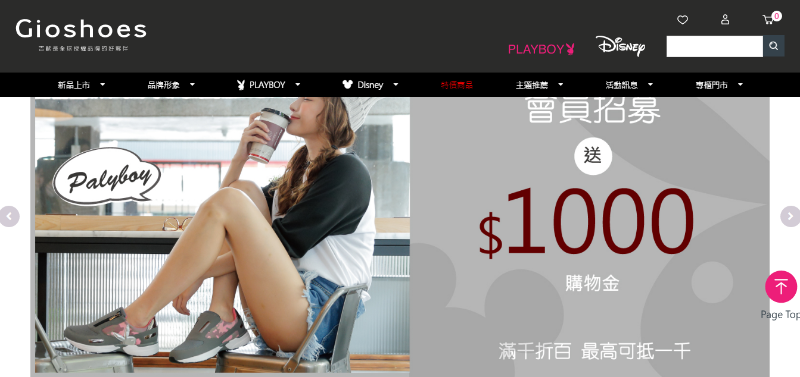 Gioshoes
0
PLAYBOY
Disney
新品上市
品牌形象
PLAYBOY
Disney
特價商品
主題推薦
活動訊息
專櫃門市
會員招募
Palyboy
送
$1000
購物金
滿千折百 最高可抵一千
Page Top